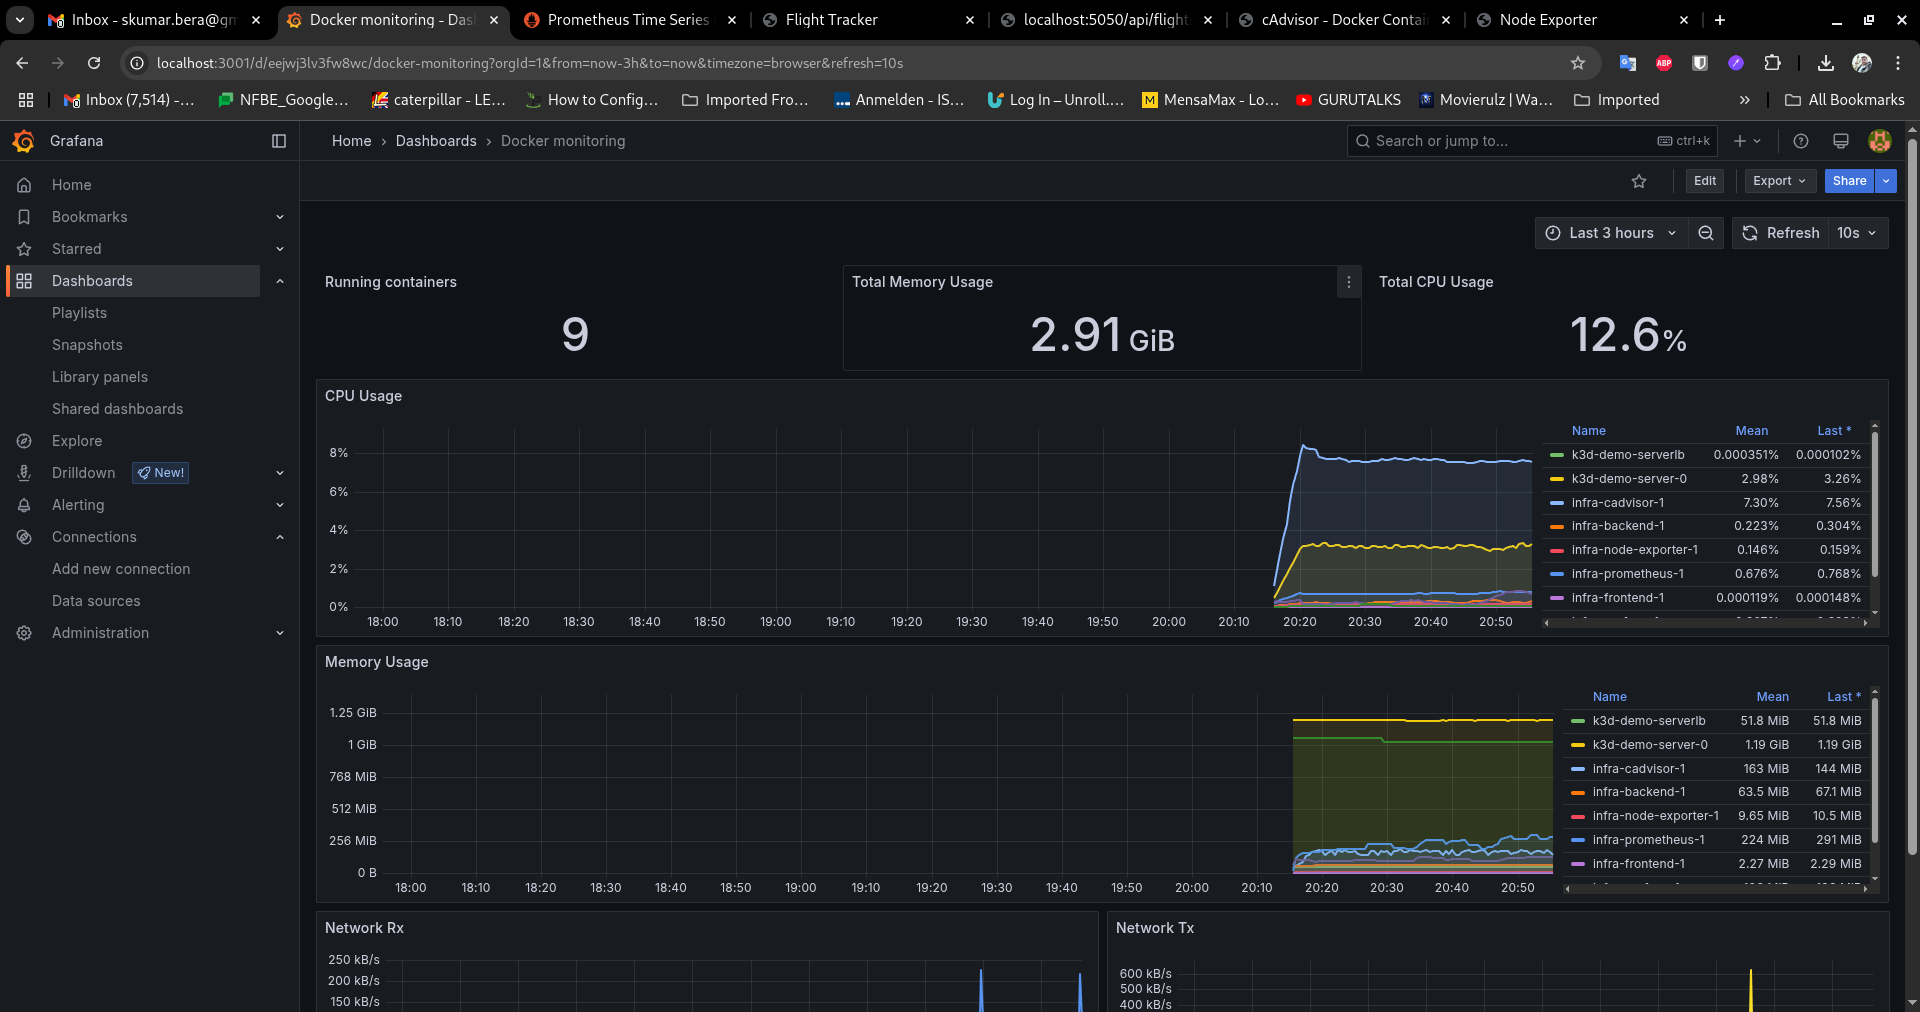 Inbox - skumar.bera@gm
Docker monitoring - Das
Prometheus Time Series
Flight Tracker
localhost:5050/api/flight
cAdvisor - Docker Contai
Node Exporter
localhost:3001/d/eejwj3lv3fw8wc/docker-monitoring?orgId=1&from=now-3h&to=now&timezone=browser&refresh=10s
ABP
Inbox (7,514) -...
NFBE_Google...
caterpillar - LE...
How to Config...
Imported Fro...
Anmelden - IS...
Log In – Unroll....
MensaMax - Lo...
GURUTALKS
Movierulz | Wa...
Imported
All Bookmarks
Grafana
Home › Dashboards › Docker monitoring
Search or jump to...
ctrl+k
Edit
Export
Share
Home
Bookmarks
Starred
Dashboards
Playlists
Snapshots
Library panels
Shared dashboards
Explore
Drilldown
New!
Alerting
Connections
Add new connection
Data sources
Administration
Last 3 hours
Refresh
10s
Running containers
9
Total Memory Usage
2.91 GiB
Total CPU Usage
12.6%
CPU Usage
8%
6%
4%
2%
0%
18:00 18:10 18:20 18:30 18:40 18:50 19:00 19:10 19:20 19:30 19:40 19:50 20:00 20:10 20:20 20:30 20:40 20:50
Name Mean Last *
k3d-demo-serverlb 0.000351% 0.000102%
k3d-demo-server-0 2.98% 3.26%
infra-cadvisor-1 7.30% 7.56%
infra-backend-1 0.223% 0.304%
infra-node-exporter-1 0.146% 0.159%
infra-prometheus-1 0.676% 0.768%
infra-frontend-1 0.000119% 0.000148%
Memory Usage
1.25 GiB
1 GiB
768 MiB
512 MiB
256 MiB
0 B
18:00 18:10 18:20 18:30 18:40 18:50 19:00 19:10 19:20 19:30 19:40 19:50 20:00 20:10 20:20 20:30 20:40 20:50
Name Mean Last *
k3d-demo-serverlb 51.8 MiB 51.8 MiB
k3d-demo-server-0 1.19 GiB 1.19 GiB
infra-cadvisor-1 163 MiB 144 MiB
infra-backend-1 63.5 MiB 67.1 MiB
infra-node-exporter-1 9.65 MiB 10.5 MiB
infra-prometheus-1 224 MiB 291 MiB
infra-frontend-1 2.27 MiB 2.29 MiB
Network Rx
250 kB/s
200 kB/s
150 kB/s
Network Tx
600 kB/s
500 kB/s
400 kB/s